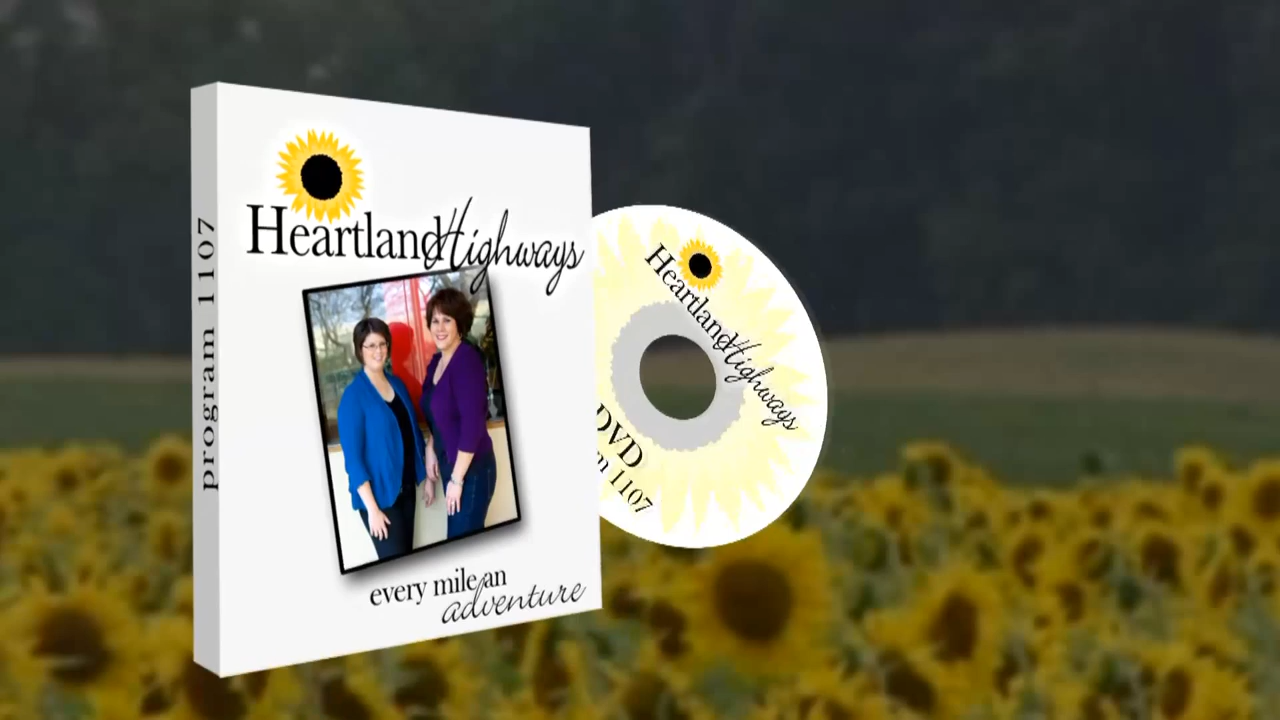 program 1107
Heartland Highways
every mile an
adventure
Heartland Highways
DVD
1107